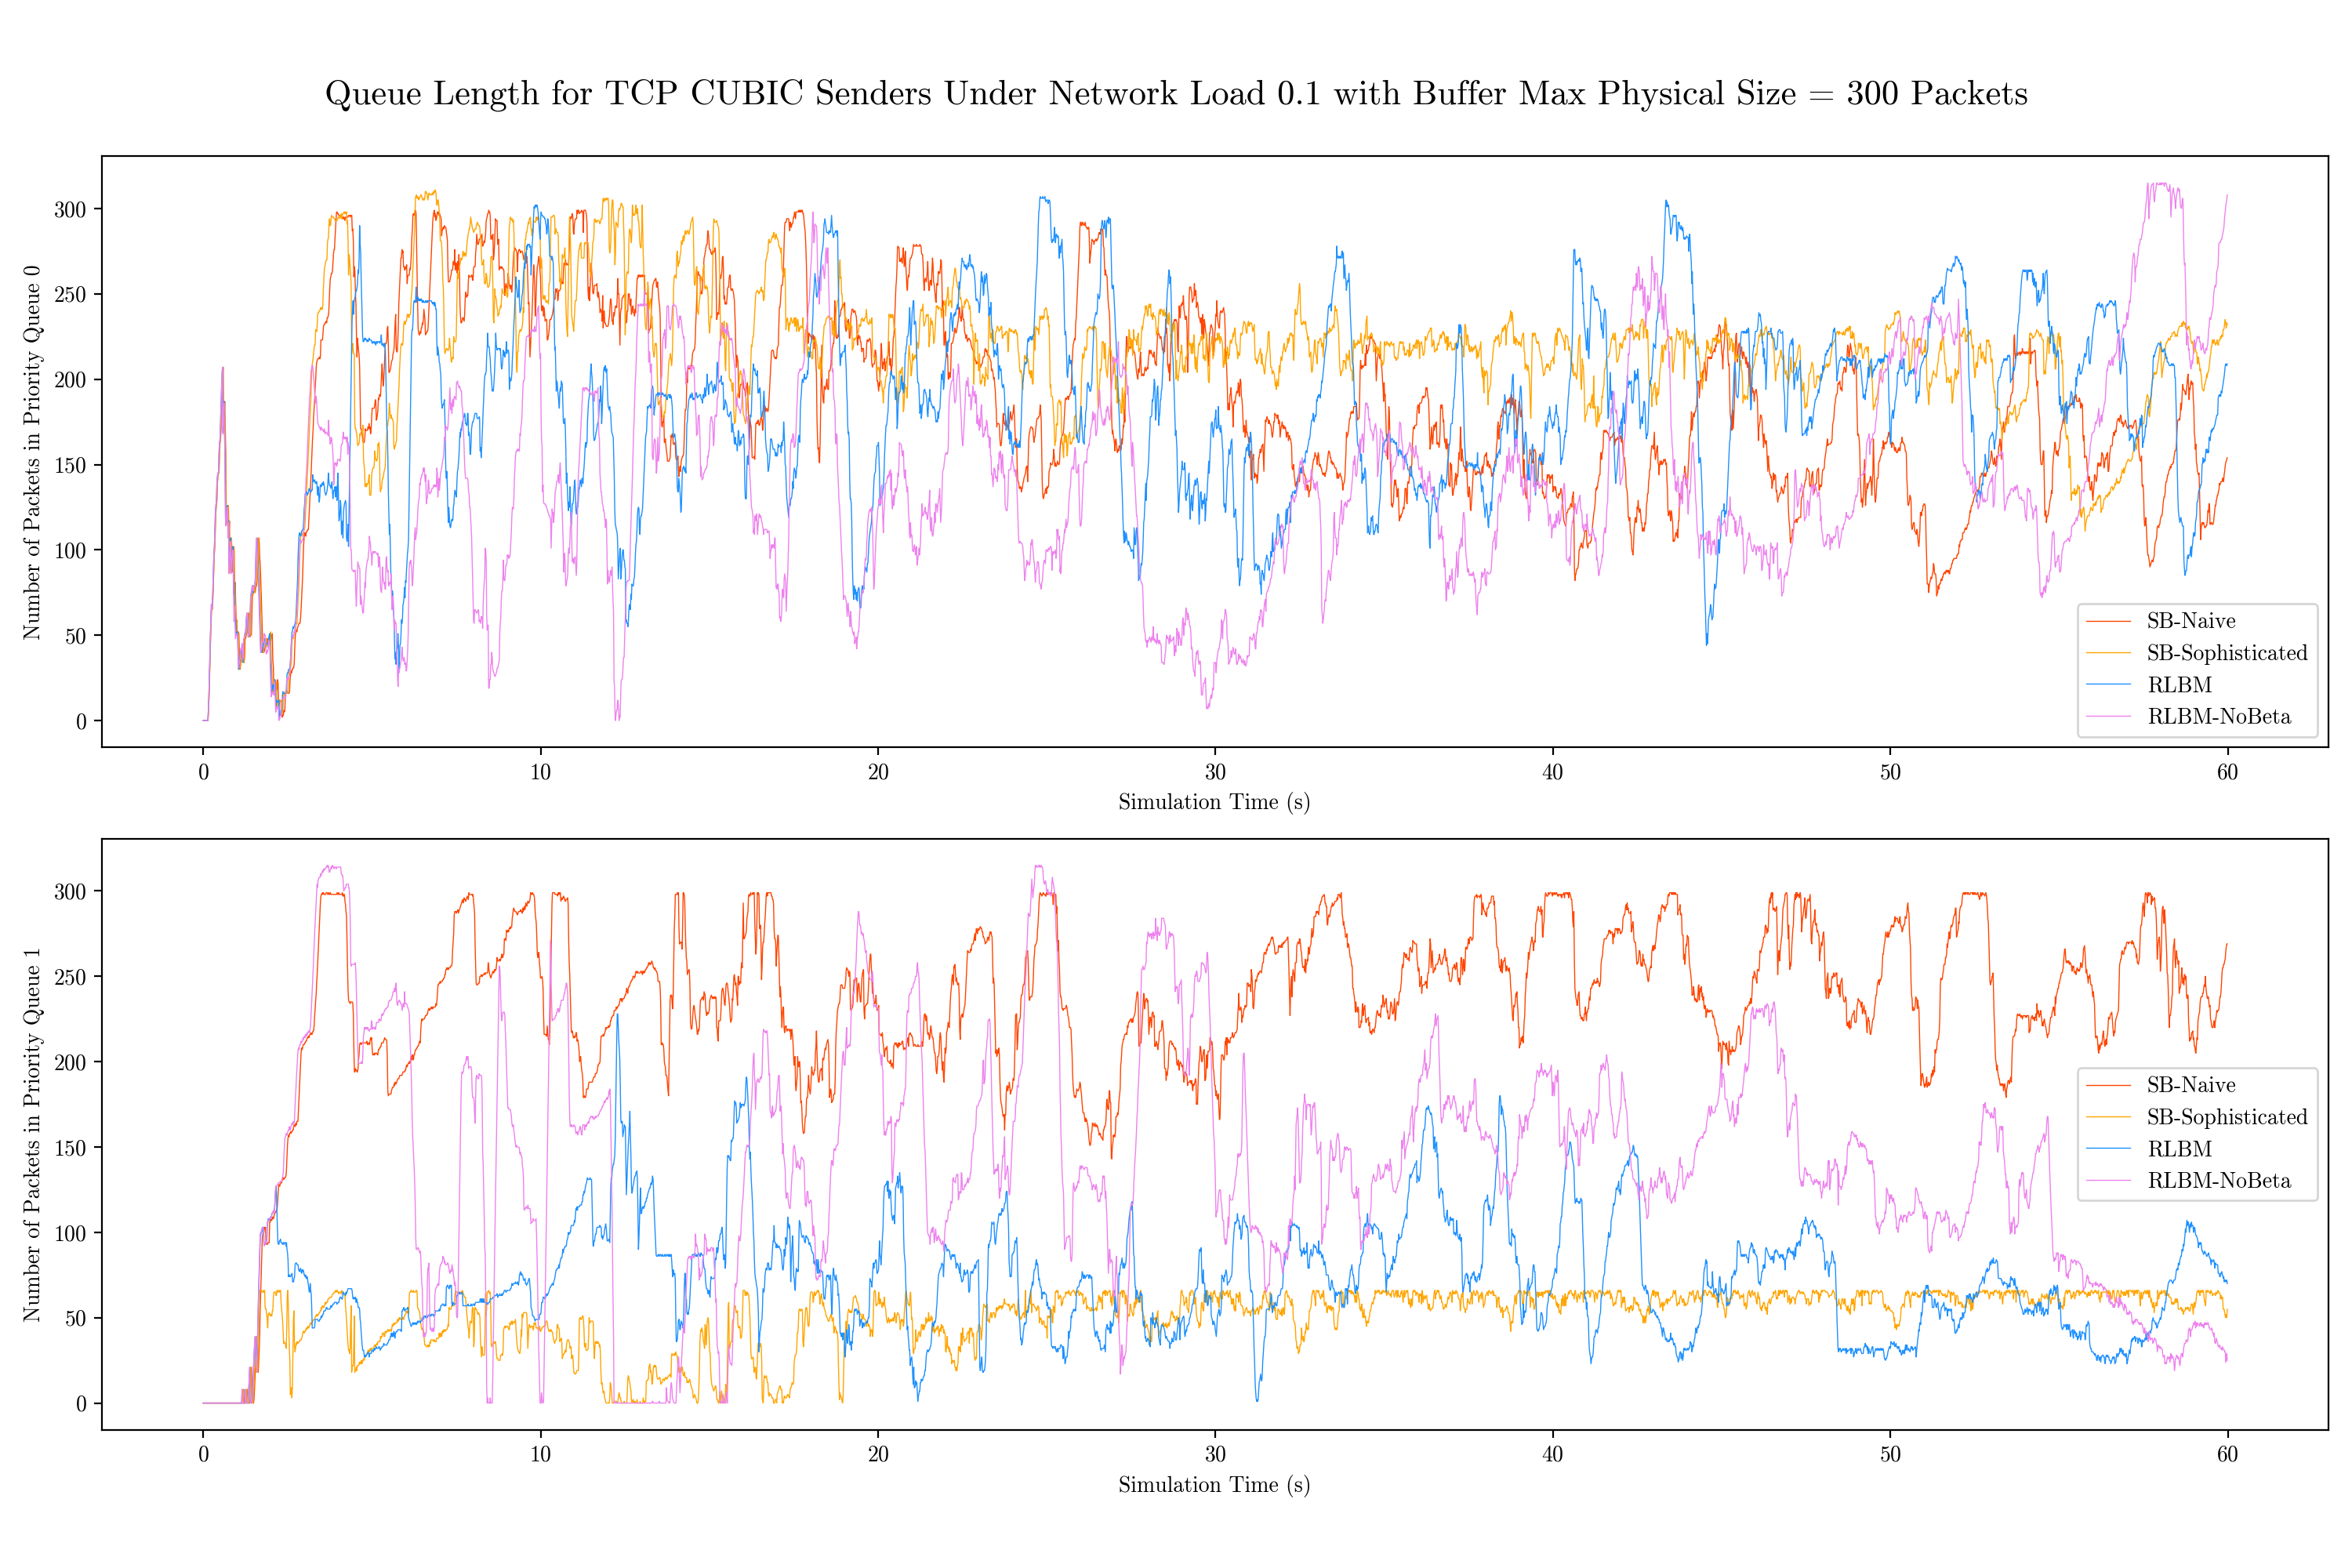 Queue Length for TCP CUBIC Senders Under Network Load 0.1 with Buffer Max Physical Size = 300 Packets
Number of Packets in Priority Queue 0
300
250
200
150
100
50
0
SB-Naive
SB-Sophisticated
RLBM
RLBM-NoBeta
0 10 20 30 40 50 60
Simulation Time (s)
Number of Packets in Priority Queue 1
300
250
200
150
100
50
0
SB-Naive
SB-Sophisticated
RLBM
RLBM-NoBeta
0 10 20 30 40 50 60
Simulation Time (s)